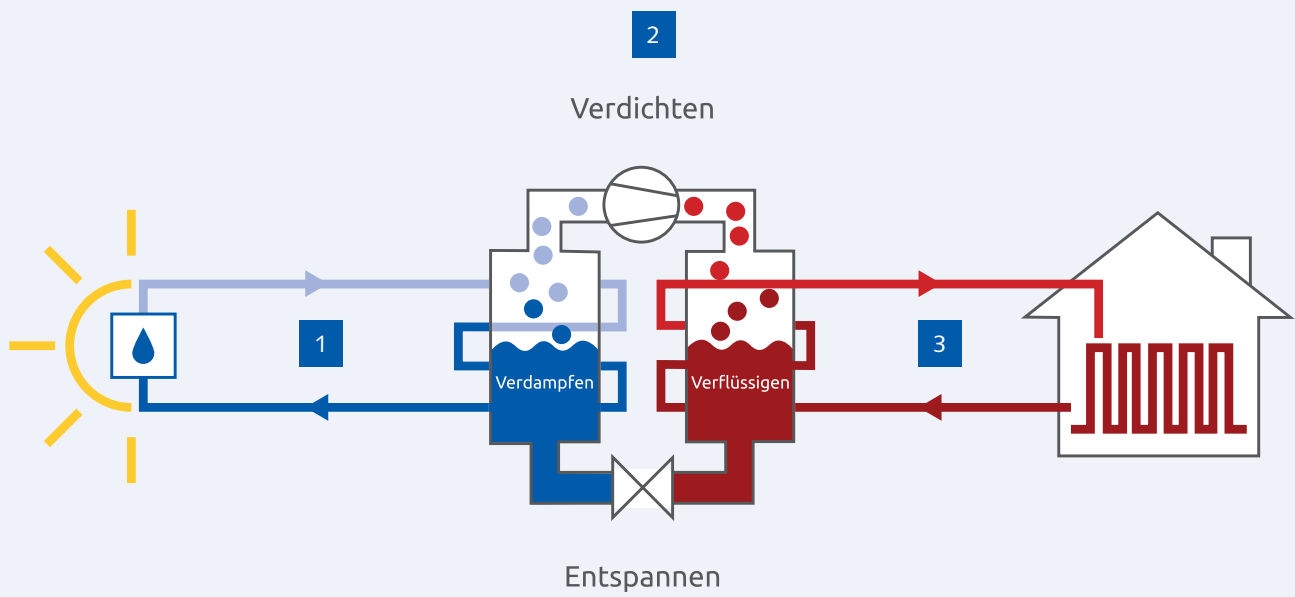 2
Verdichten
1
3
Verdampfen
Verflüssigen
Entspannen